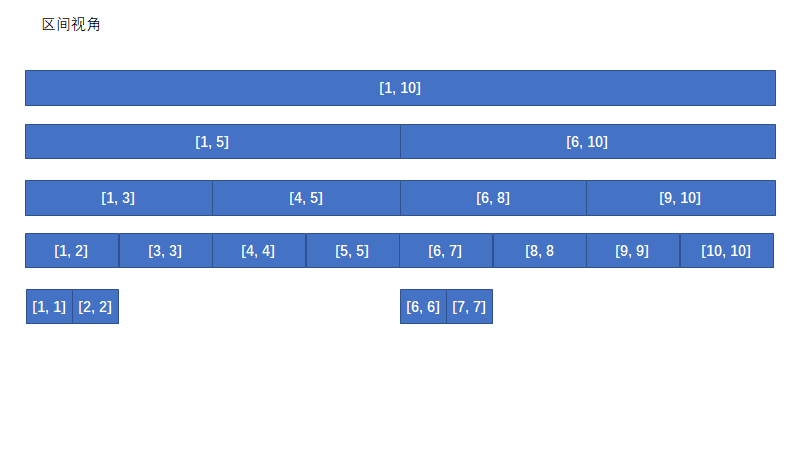 区间视角
[1, 10]
[1, 5] [6, 10]
[1, 3] [4, 5] [6, 8] [9, 10]
[1, 2] [3, 3] [4, 4] [5, 5] [6, 7] [8, 8 [9, 9] [10, 10]
[1, 1] [2, 2] [6, 6] [7, 7]